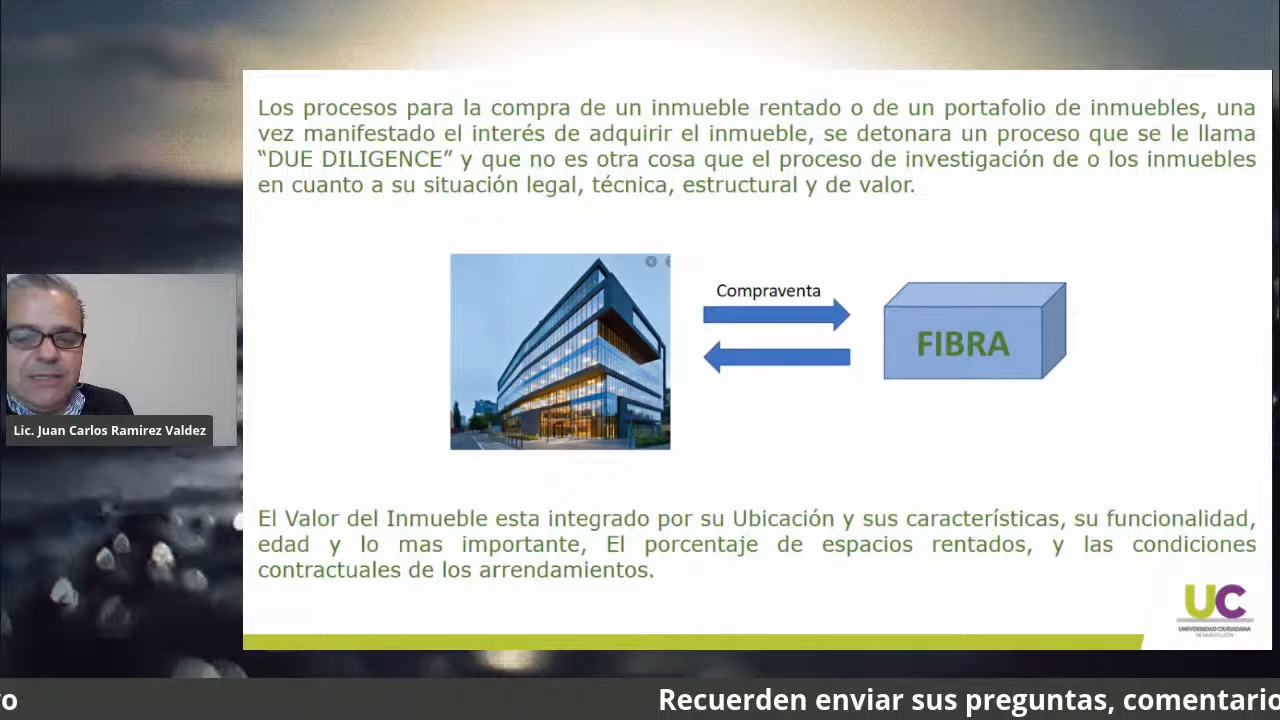 Los procesos para la compra de un inmueble rentado o de un portafolio de inmuebles, una
vez manifestado el interés de adquirir el inmueble, se detonara un proceso que se le llama
“DUE DILIGENCE” y que no es otra cosa que el proceso de investigación de o los inmuebles
en cuanto a su situación legal, técnica, estructural y de valor.
Compraventa
FIBRA
Lic. Juan Carlos Ramirez Valdez
El Valor del Inmueble esta integrado por su Ubicación y sus características, su funcionalidad,
edad y lo mas importante, El porcentaje de espacios rentados, y las condiciones
contractuales de los arrendamientos.
UC
UNIVERSIDAD CIUDADANA
DE NUEVO LEÓN
Recuerden enviar sus preguntas, comentario